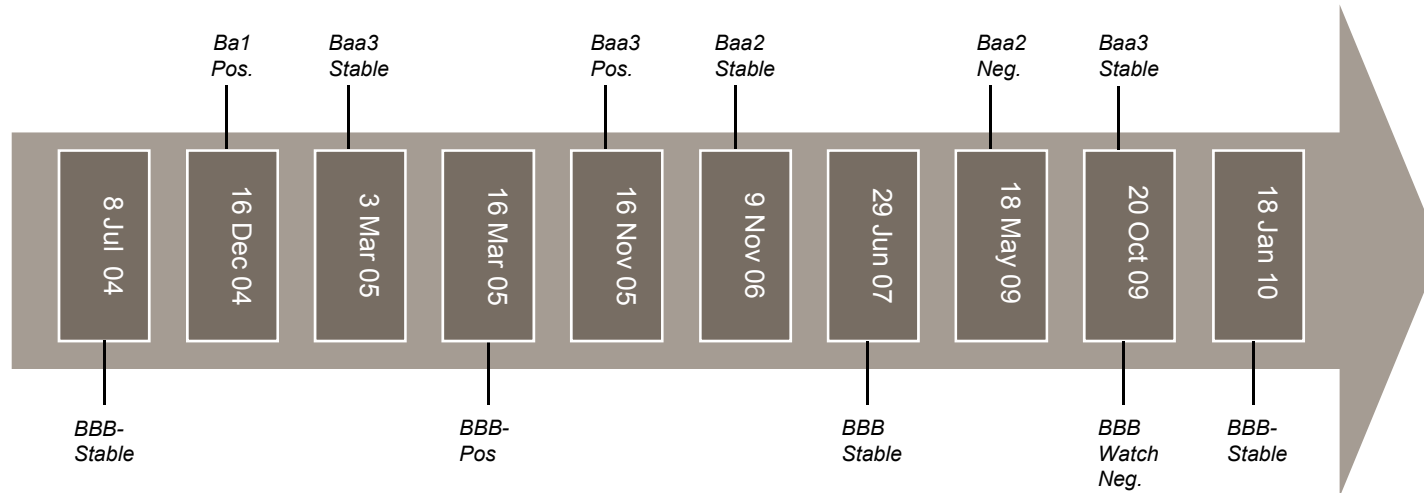 Ba1
Pos.
Baa3
Stable
Baa3
Pos.
Baa2
Stable
Baa2
Neg.
Baa3
Stable
8 Jul 04
16 Dec 04
3 Mar 05
16 Mar 05
16 Nov 05
9 Nov 06
29 Jun 07
18 May 09
20 Oct 09
18 Jan 10
BBB-
Stable
BBB-
Pos
BBB
Stable
BBB
Watch
Neg.
BBB-
Stable